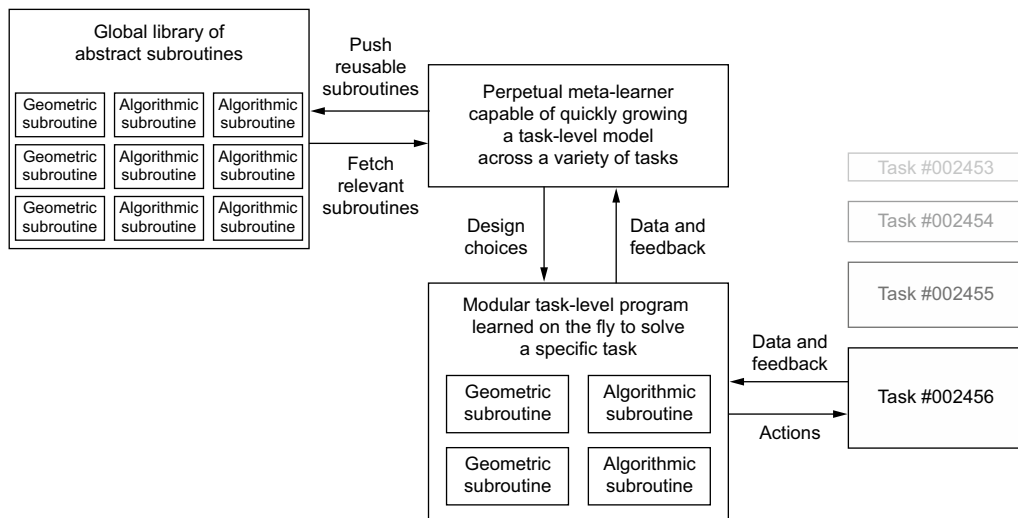 Global library of
abstract subroutines
Geometric
subroutine
Algorithmic
subroutine
Algorithmic
subroutine
Geometric
subroutine
Algorithmic
subroutine
Algorithmic
subroutine
Geometric
subroutine
Algorithmic
subroutine
Algorithmic
subroutine
Push
reusable
subroutines
Fetch
relevant
subroutines
Perpetual meta-learner
capable of quickly growing
a task-level model
across a variety of tasks
Design
choices
Data and
feedback
Modular task-level program
learned on the fly to solve
a specific task
Geometric
subroutine
Algorithmic
subroutine
Geometric
subroutine
Algorithmic
subroutine
Data and
feedback
Actions
Task #002453
Task #002454
Task #002455
Task #002456